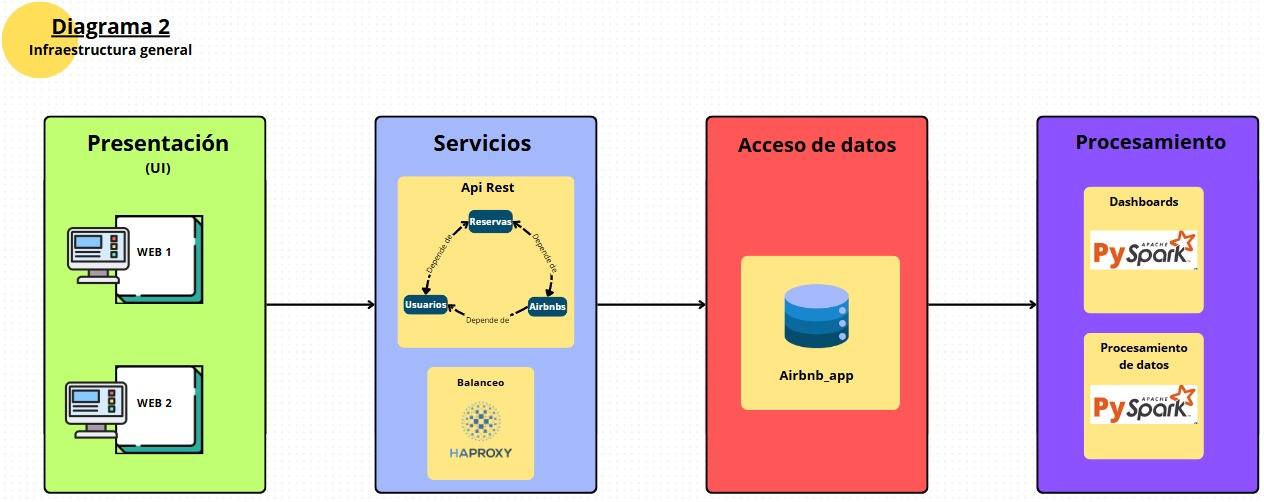 Diagrama 2
Infraestructura general
Presentación
(UI)
WEB 1
WEB 2
Servicios
Api Rest
Reservas
Depende de
Depende de
Usuarios
Airbnbs
Depende de
Balanceo
HAPROXY
Acceso de datos
Airbnb_app
Procesamiento
Dashboards
APACHE
PySpark
Procesamiento
de datos
APACHE
PySpark